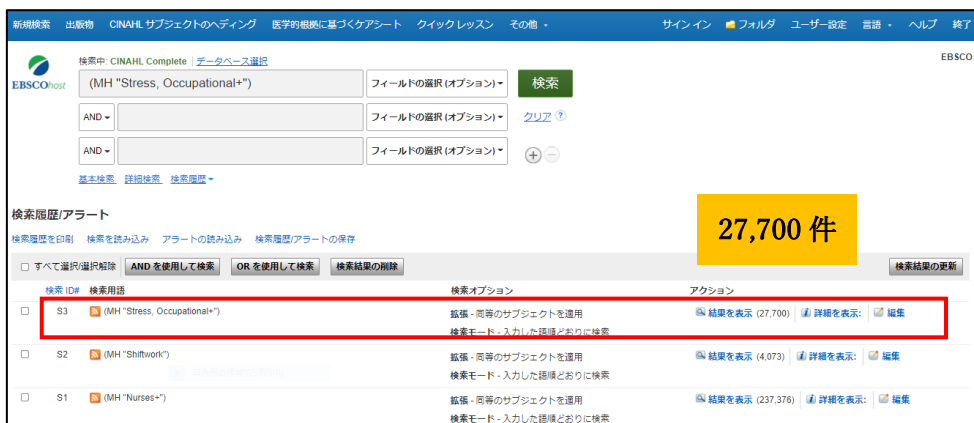 新規検索 出版物 CINAHL サブジェクトのヘディング 医学的根拠に基づくケアシート クイックレッスン その他 サインイン フォルダ ユーザー設定 言語 ヘルプ 終了
検索中: CINAHL Complete データベース選択 EBSCO
EBSCOhost (MH "Stress, Occupational+") フィールドの選択 (オプション) 検索
AND フィールドの選択 (オプション) クリア ?
AND フィールドの選択 (オプション) + −
基本検索 詳細検索 検索履歴
検索履歴/アラート
27,700 件
検索履歴を印刷 検索を読み込み アラートの読み込み 検索履歴/アラートの保存
すべて選択/選択解除 AND を使用して検索 OR を使用して検索 検索結果の削除 検索結果の更新
検索 ID# 検索用語 検索オプション アクション
S3 (MH "Stress, Occupational+") 拡張 - 同等のサブジェクトを適用 結果を表示 (27,700) 詳細を表示: 編集
検索モード - 入力した語順どおりに検索
S2 (MH "Shiftwork") 拡張 - 同等のサブジェクトを適用 結果を表示 (4,073) 詳細を表示: 編集
検索モード - 入力した語順どおりに検索
S1 (MH "Nurses+") 拡張 - 同等のサブジェクトを適用 結果を表示 (237,376) 詳細を表示: 編集
検索モード - 入力した語順どおりに検索